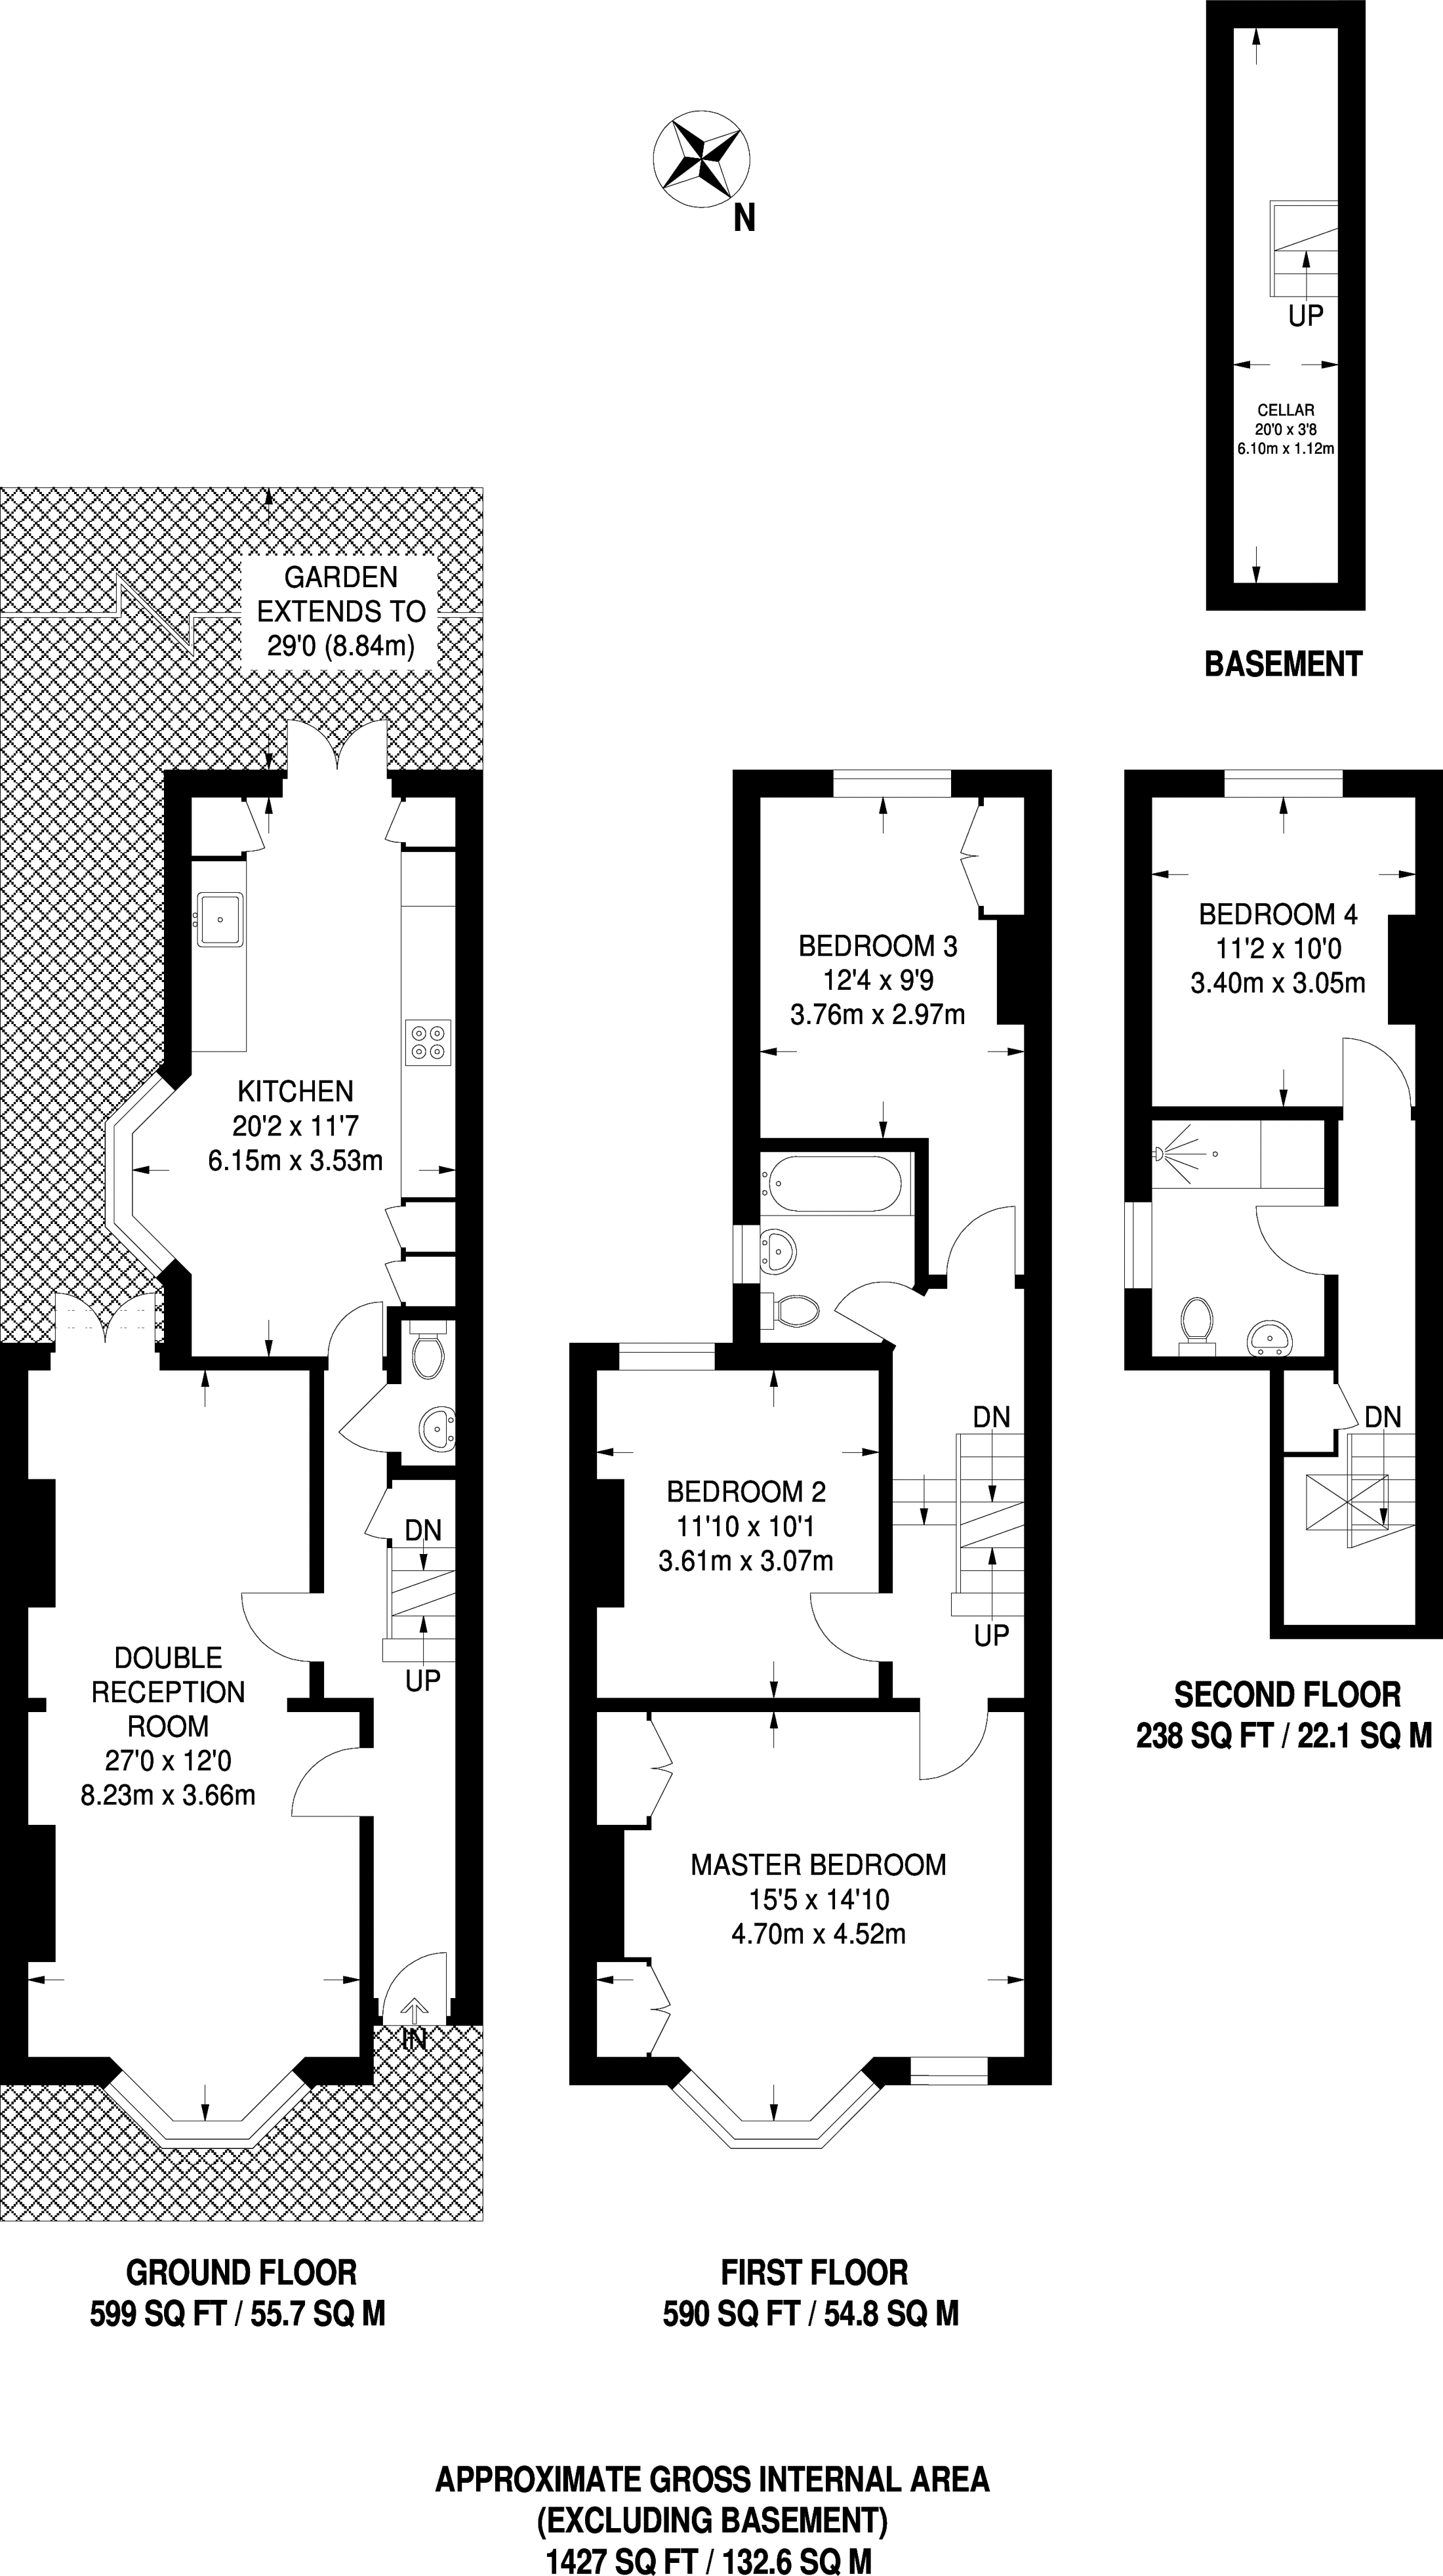 N
UP
CELLAR
20'0 x 3'8
6.10m x 1.12m
BASEMENT
GARDEN
EXTENDS TO
29'0 (8.84m)
KITCHEN
20'2 x 11'7
6.15m x 3.53m
DN
UP
DOUBLE
RECEPTION
ROOM
27'0 x 12'0
8.23m x 3.66m
IN
GROUND FLOOR
599 SQ FT / 55.7 SQ M
BEDROOM 3
12'4 x 9'9
3.76m x 2.97m
DN
BEDROOM 2
11'10 x 10'1
3.61m x 3.07m
UP
MASTER BEDROOM
15'5 x 14'10
4.70m x 4.52m
FIRST FLOOR
590 SQ FT / 54.8 SQ M
BEDROOM 4
11'2 x 10'0
3.40m x 3.05m
DN
SECOND FLOOR
238 SQ FT / 22.1 SQ M
APPROXIMATE GROSS INTERNAL AREA
(EXCLUDING BASEMENT)
1427 SQ FT / 132.6 SQ M